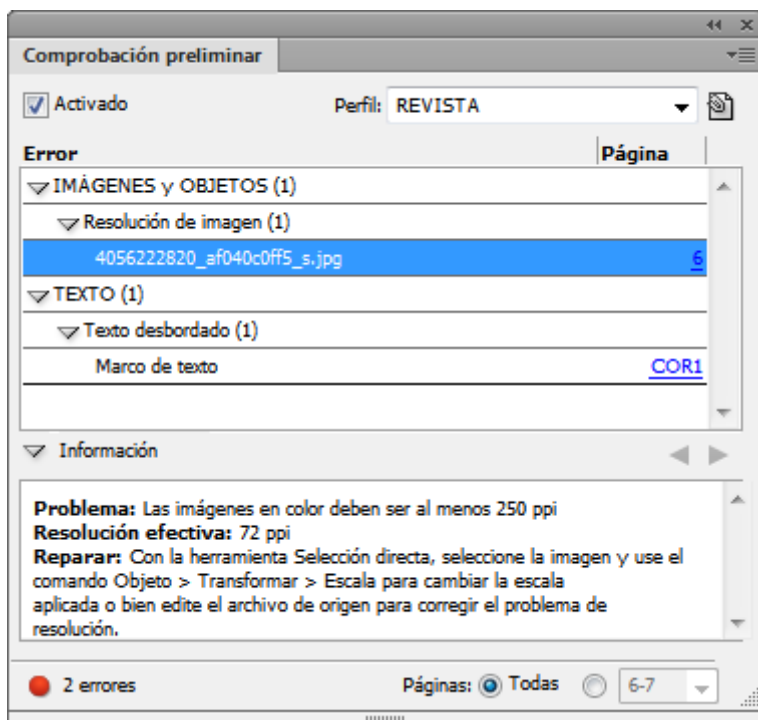 Comprobación preliminar
Activado Perfil: REVISTA
Error Página
IMÁGENES y OBJETOS (1)
Resolución de imagen (1)
4056222820_af040c0ff5_s.jpg 6
TEXTO (1)
Texto desbordado (1)
Marco de texto COR1
Información
Problema: Las imágenes en color deben ser al menos 250 ppi
Resolución efectiva: 72 ppi
Reparar: Con la herramienta Selección directa, seleccione la imagen y use el
comando Objeto > Transformar > Escala para cambiar la escala
aplicada o bien edite el archivo de origen para corregir el problema de
resolución.
2 errores Páginas: Todas 6-7